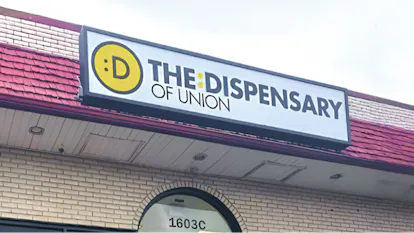 :D
THE:DISPENSARY
OF UNION
1603C